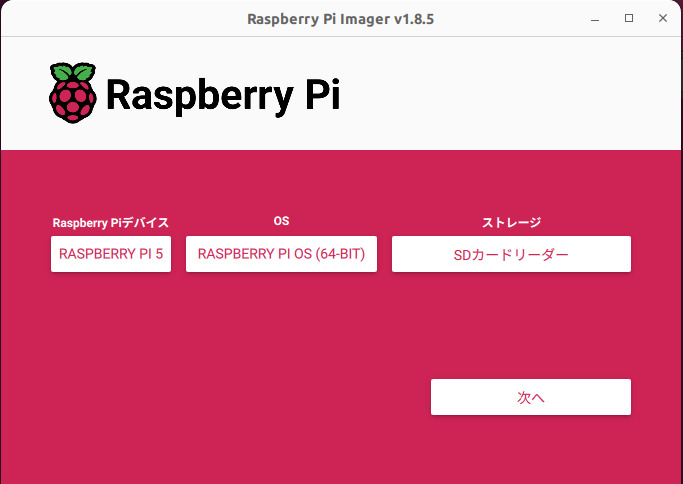 Raspberry Pi Imager v1.8.5
Raspberry Pi
Raspberry Piデバイス
OS
ストレージ
RASPBERRY PI 5
RASPBERRY PI OS (64-BIT)
SDカードリーダー
次へ